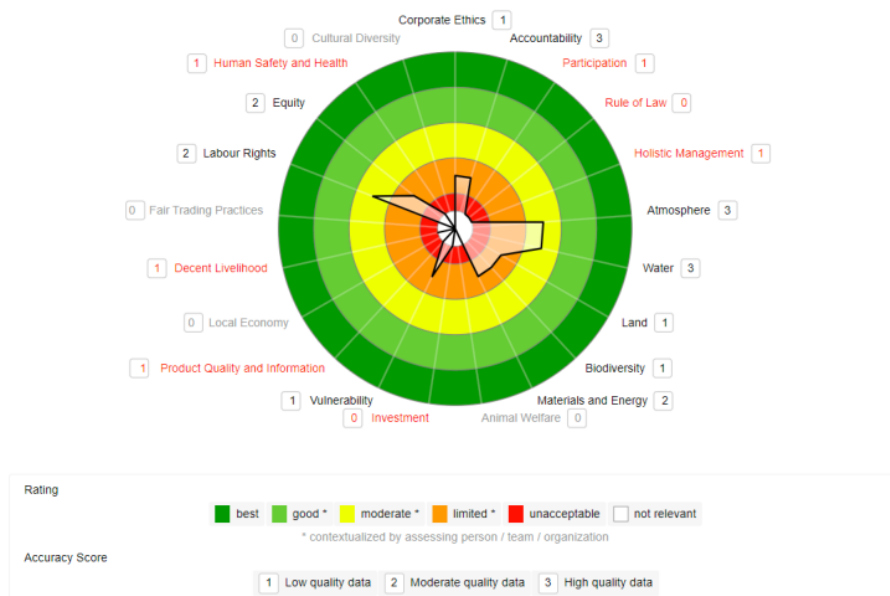 Corporate Ethics 1
0 Cultural Diversity
Accountability 3
1 Human Safety and Health
Participation 1
2 Equity
Rule of Law 0
2 Labour Rights
Holistic Management 1
0 Fair Trading Practices
Atmosphere 3
1 Decent Livelihood
Water 3
0 Local Economy
Land 1
1 Product Quality and Information
Biodiversity 1
1 Vulnerability
Materials and Energy 2
0 Investment
Animal Welfare 0
Rating
best good * moderate * limited * unacceptable not relevant
* contextualized by assessing person / team / organization
Accuracy Score
1 Low quality data 2 Moderate quality data 3 High quality data